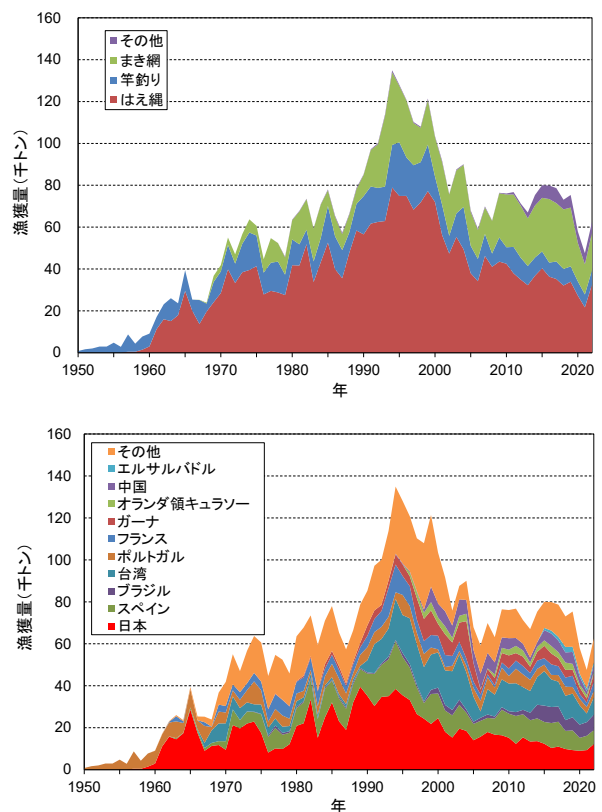 160
140
120
100
80
60
40
20
0
漁獲量(千トン)
その他
まき網
竿釣り
はえ縄
1950 1960 1970 1980 1990 2000 2010 2020
年
160
140
120
100
80
60
40
20
0
漁獲量(千トン)
その他
エルサルバドル
中国
オランダ領キュラソー
ガーナ
フランス
ポルトガル
台湾
ブラジル
スペイン
日本
1950 1960 1970 1980 1990 2000 2010 2020
年